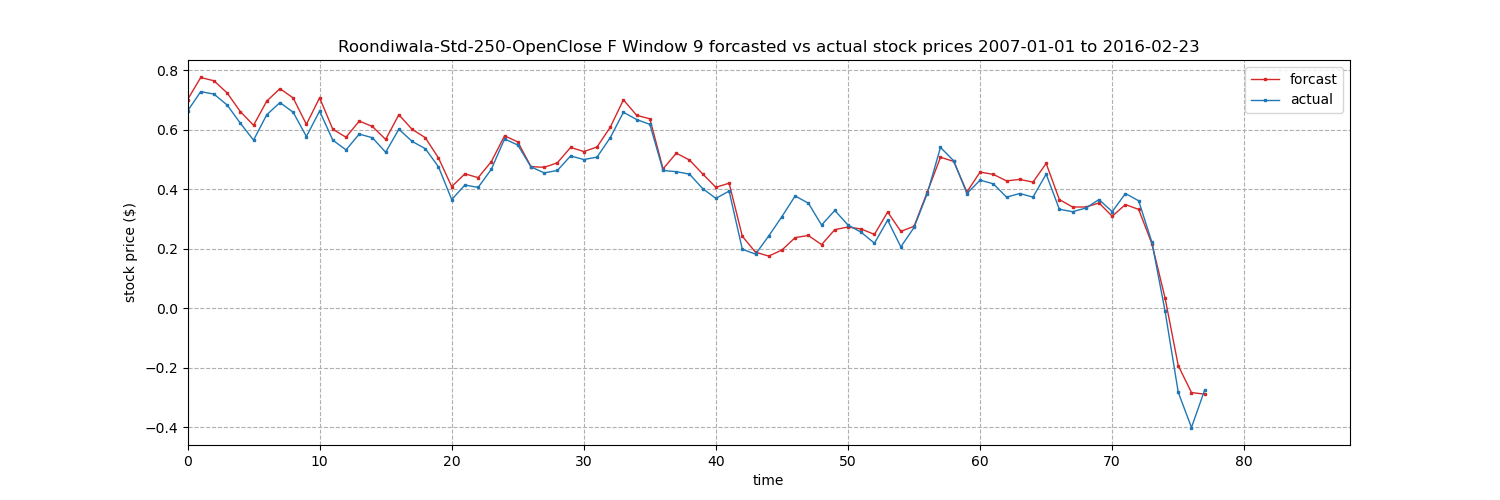 Roondiwala-Std-250-OpenClose F Window 9 forcasted vs actual stock prices 2007-01-01 to 2016-02-23
forcast
actual
stock price ($)
0.8
0.6
0.4
0.2
0.0
−0.2
−0.4
0 10 20 30 40 50 60 70 80
time